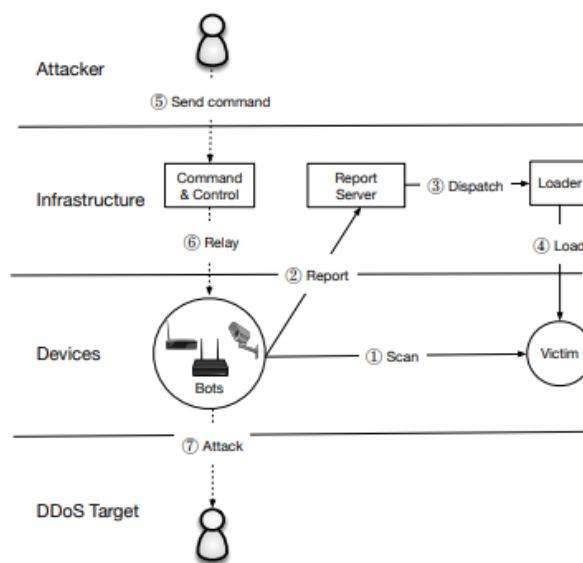 Attacker
⑤ Send command
Infrastructure
Command
& Control
Report
Server
③ Dispatch
Loader
⑥ Relay
② Report
④ Load
Devices
Bots
① Scan
Victim
⑦ Attack
DDoS Target